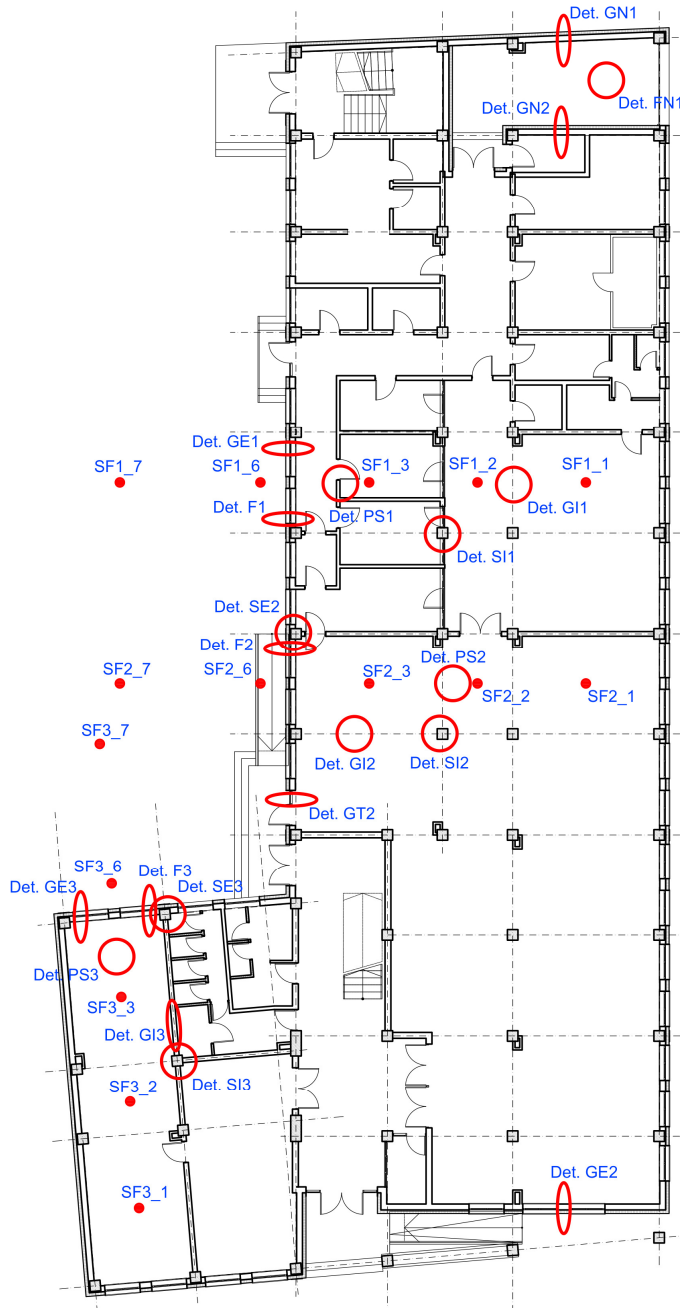 Det. GN1
Det. FN1
Det. GN2
Det. GE1
SF1_7
SF1_6
SF1_3
SF1_2
SF1_1
Det. F1
Det. PS1
Det. GI1
Det. SI1
Det. SE2
Det. F2
Det. PS2
SF2_7
SF2_6
SF2_3
SF2_2
SF2_1
SF3_7
Det. GI2
Det. SI2
Det. GT2
SF3_6
Det. F3
Det. GE3
Det. SE3
Det. PS3
SF3_3
Det. GI3
Det. SI3
SF3_2
Det. GE2
SF3_1